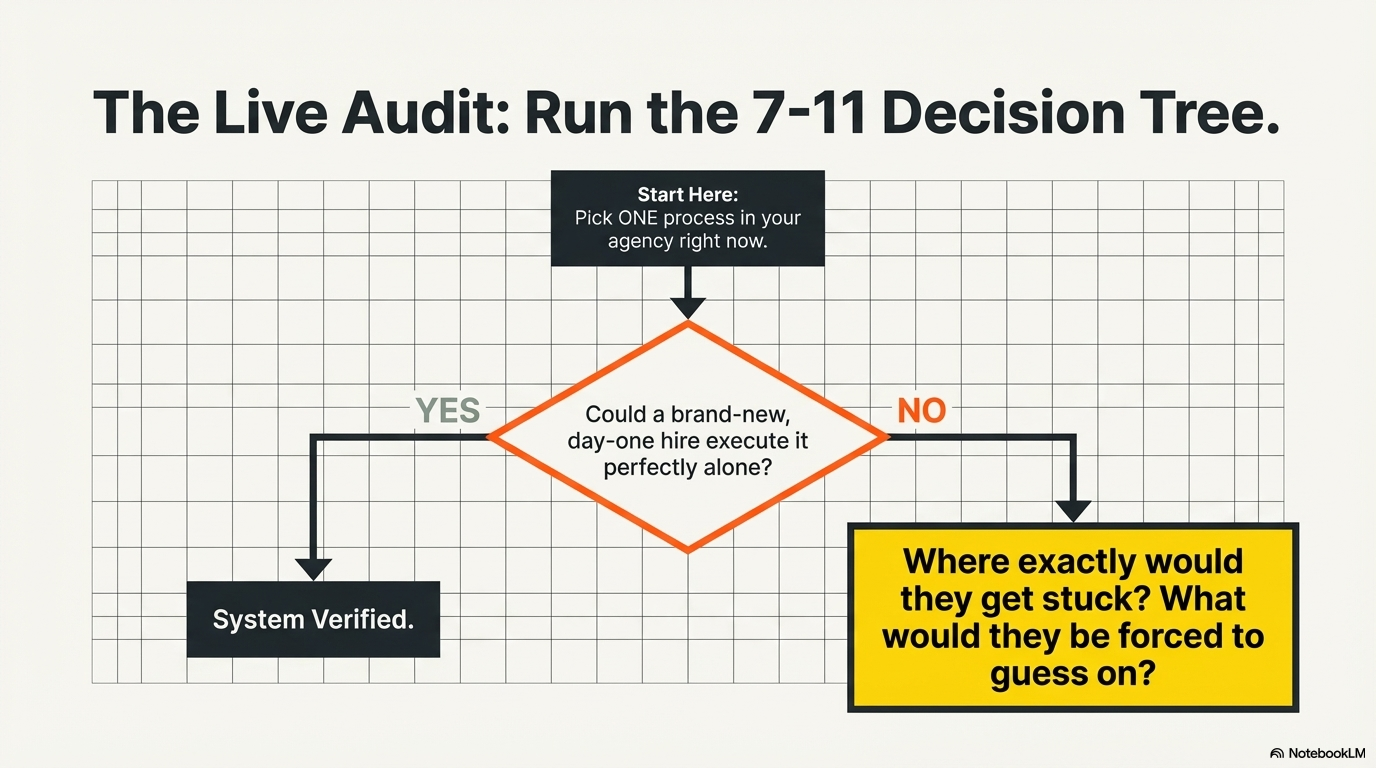 The Live Audit: Run the 7-11 Decision Tree.
Start Here:
Pick ONE process in your
agency right now.
YES
NO
Could a brand-new,
day-one hire execute it
perfectly alone?
System Verified.
Where exactly would
they get stuck? What
would they be forced to
guess on?
NotebookLM